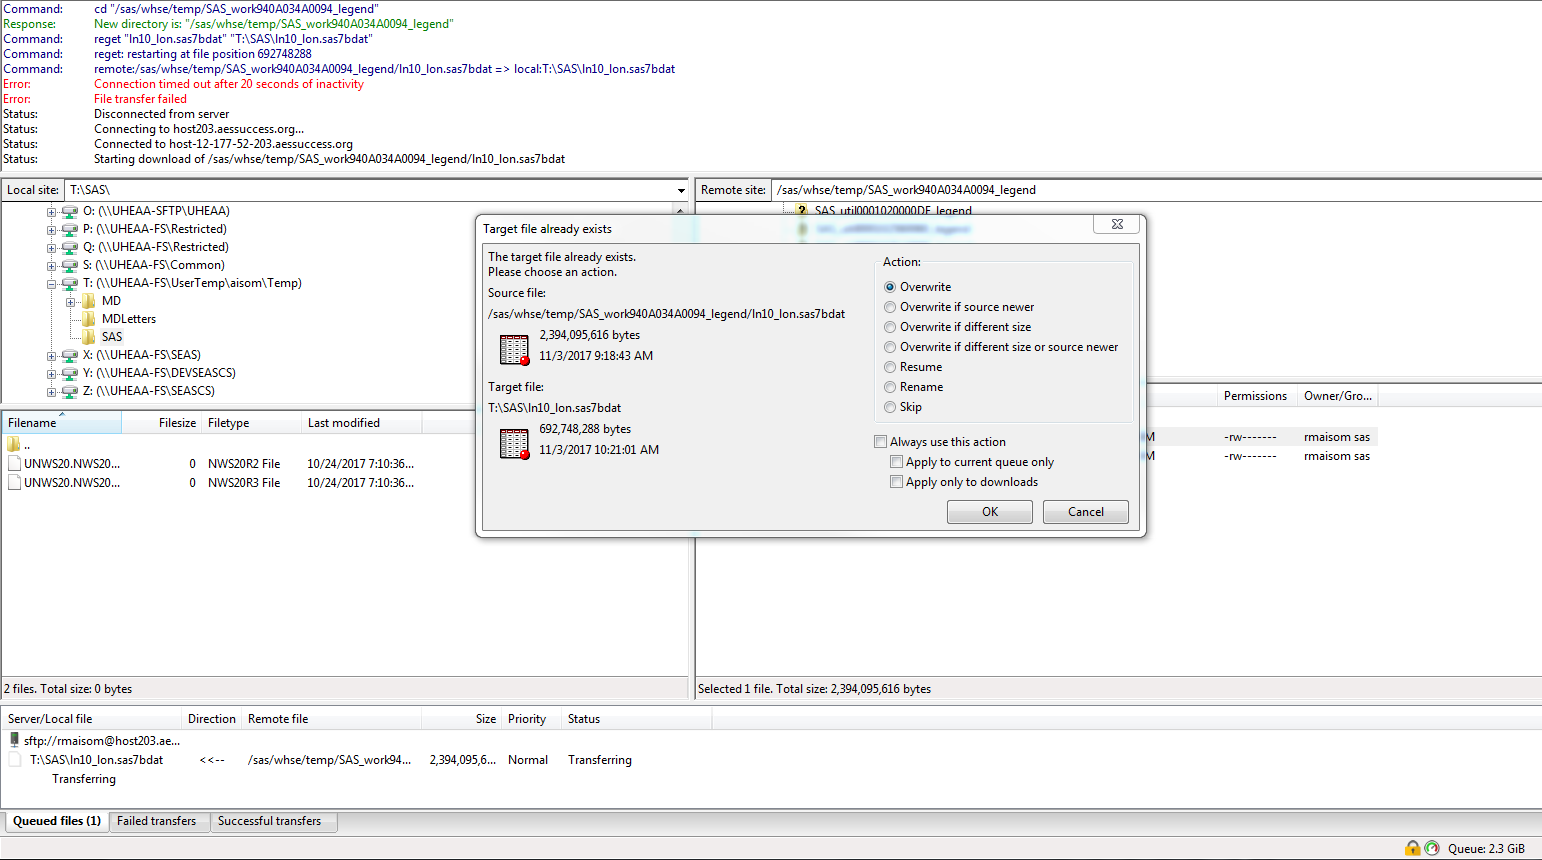 Command: cd "/sas/whse/temp/SAS_work940A034A0094_legend"
Response: New directory is: "/sas/whse/temp/SAS_work940A034A0094_legend"
Command: reget "ln10_lon.sas7bdat" "T:\SAS\ln10_lon.sas7bdat"
Command: reget: restarting at file position 692748288
Command: remote:/sas/whse/temp/SAS_work940A034A0094_legend/ln10_lon.sas7bdat => local:T:\SAS\ln10_lon.sas7bdat
Error: Connection timed out after 20 seconds of inactivity
Error: File transfer failed
Status: Disconnected from server
Status: Connecting to host203.aessuccess.org...
Status: Connected to host-12-177-52-203.aessuccess.org
Status: Starting download of /sas/whse/temp/SAS_work940A034A0094_legend/ln10_lon.sas7bdat
Local site: T:\SAS\
O: (\\UHEAA-SFTP\UHEAA)
P: (\\UHEAA-FS\Restricted)
Q: (\\UHEAA-FS\Restricted)
S: (\\UHEAA-FS\Common)
T: (\\UHEAA-FS\UserTemp\aisom\Temp)
MD
MDLetters
SAS
X: (\\UHEAA-FS\SEAS)
Y: (\\UHEAA-FS\DEVSEASCS)
Z: (\\UHEAA-FS\SEASCS)
Remote site: /sas/whse/temp/SAS_work940A034A0094_legend
SAS_util0001020000DF_legend
Target file already exists
The target file already exists.
Please choose an action.
Source file:
/sas/whse/temp/SAS_work940A034A0094_legend/ln10_lon.sas7bdat
2,394,095,616 bytes
11/3/2017 9:18:43 AM
Target file:
T:\SAS\ln10_lon.sas7bdat
692,748,288 bytes
11/3/2017 10:21:01 AM
Action:
Overwrite
Overwrite if source newer
Overwrite if different size
Overwrite if different size or source newer
Resume
Rename
Skip
Always use this action
Apply to current queue only
Apply only to downloads
OK Cancel
Filename Filesize Filetype Last modified
..
UNWS20.NWS20... 0 NWS20R2 File 10/24/2017 7:10:36...
UNWS20.NWS20... 0 NWS20R3 File 10/24/2017 7:10:36...
2 files. Total size: 0 bytes
Permissions Owner/Gro...
M -rw------- rmaisom sas
M -rw------- rmaisom sas
Selected 1 file. Total size: 2,394,095,616 bytes
Server/Local file Direction Remote file Size Priority Status
sftp://rmaisom@host203.ae...
T:\SAS\ln10_lon.sas7bdat <<-- /sas/whse/temp/SAS_work94... 2,394,095,6... Normal Transferring
Transferring
Queued files (1) Failed transfers Successful transfers
Queue: 2.3 GiB